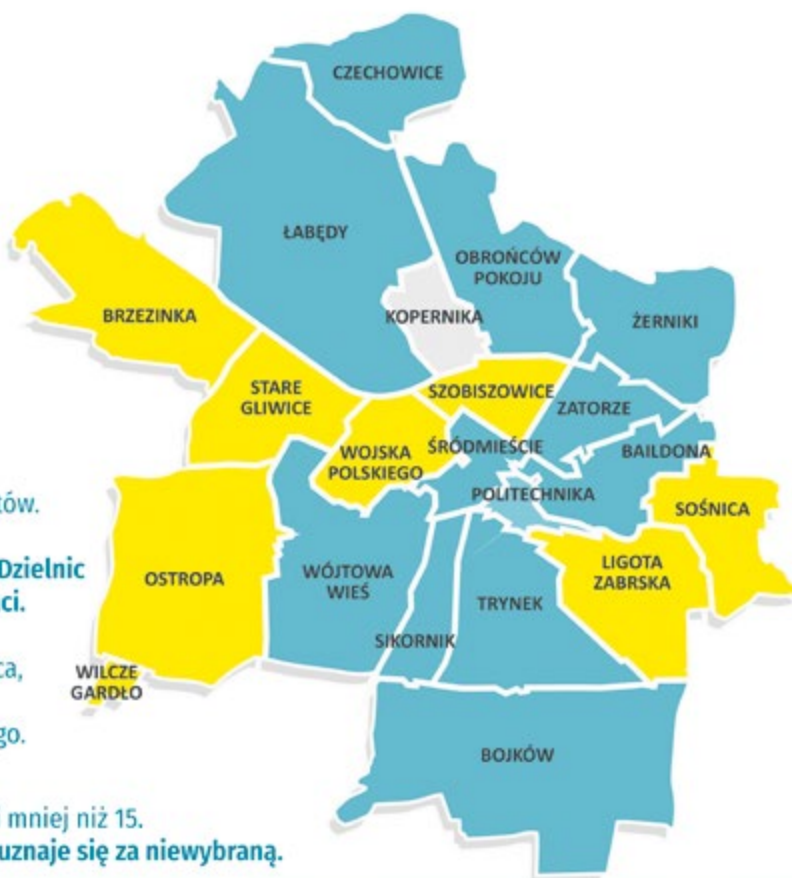 CZECHOWICE
ŁABĘDY
OBROŃCÓW
POKOJU
KOPERNIKA
ŻERNIKI
BRZEZINKA
STARE
GLIWICE
SZOBISZOWICE
ZATORZE
WOJSKA
POLSKIEGO
ŚRÓDMIEŚCIE
BAILDONA
POLITECHNIKA
SOŚNICA
OSTROPA
WÓJTOWA
WIEŚ
LIGOTA
ZABRSKA
TRYNEK
SIKORNIK
WILCZE
GARDŁO
BOJKÓW
tów.
Dzielnic
ci.
ca,
go.
mniej niż 15.
uznaje się za niewybraną.